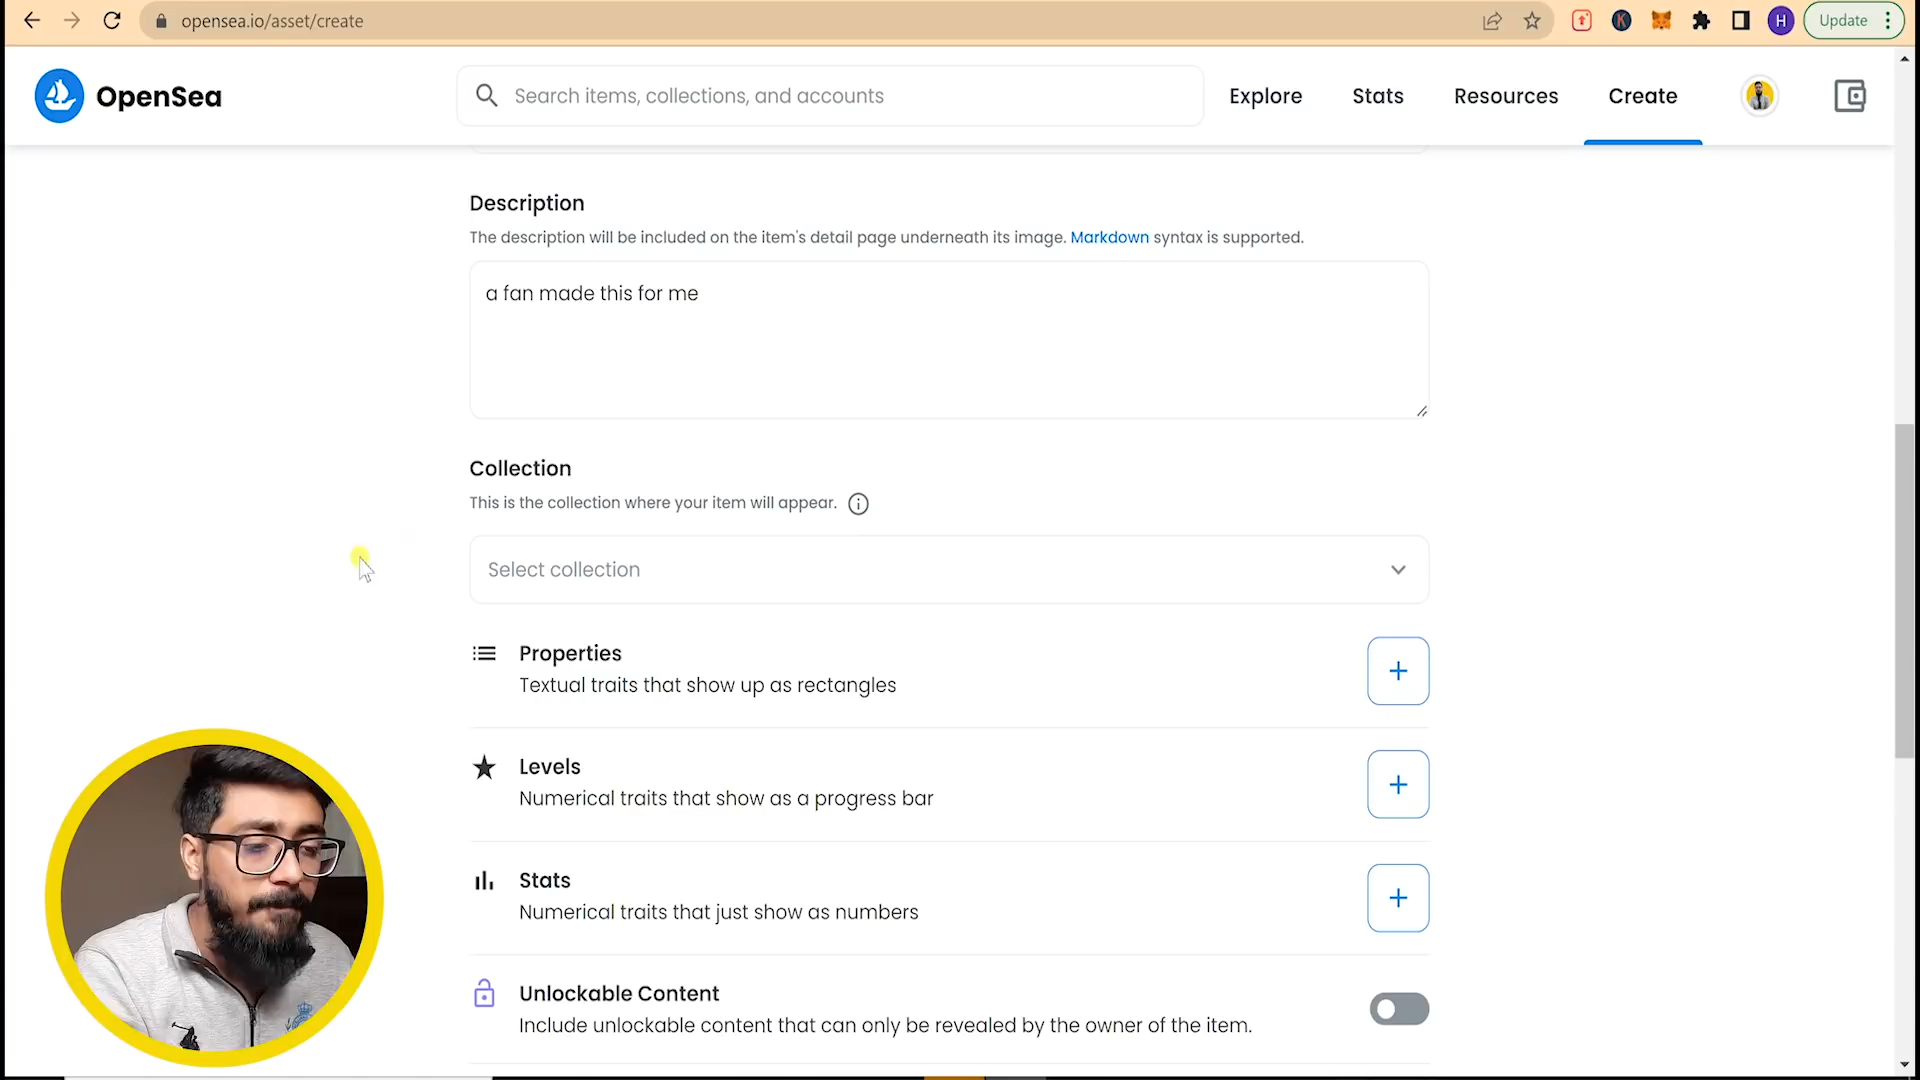 opensea.io/asset/create
H
Update
OpenSea
Search items, collections, and accounts
Explore
Stats
Resources
Create
Description
The description will be included on the item's detail page underneath its image. Markdown syntax is supported.
a fan made this for me
Collection
This is the collection where your item will appear.
Select collection
Properties
Textual traits that show up as rectangles
Levels
Numerical traits that show as a progress bar
Stats
Numerical traits that just show as numbers
Unlockable Content
Include unlockable content that can only be revealed by the owner of the item.